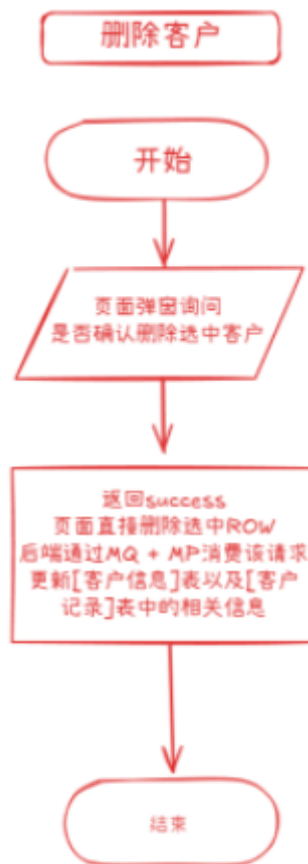 删除客户
开始
页面弹窗询问
是否确认删除选中客户
返回success
页面直接删除选中ROW
后端通过MQ + MP消费该请求
更新[客户信息]表以及[客户
记录]表中的相关信息
结束